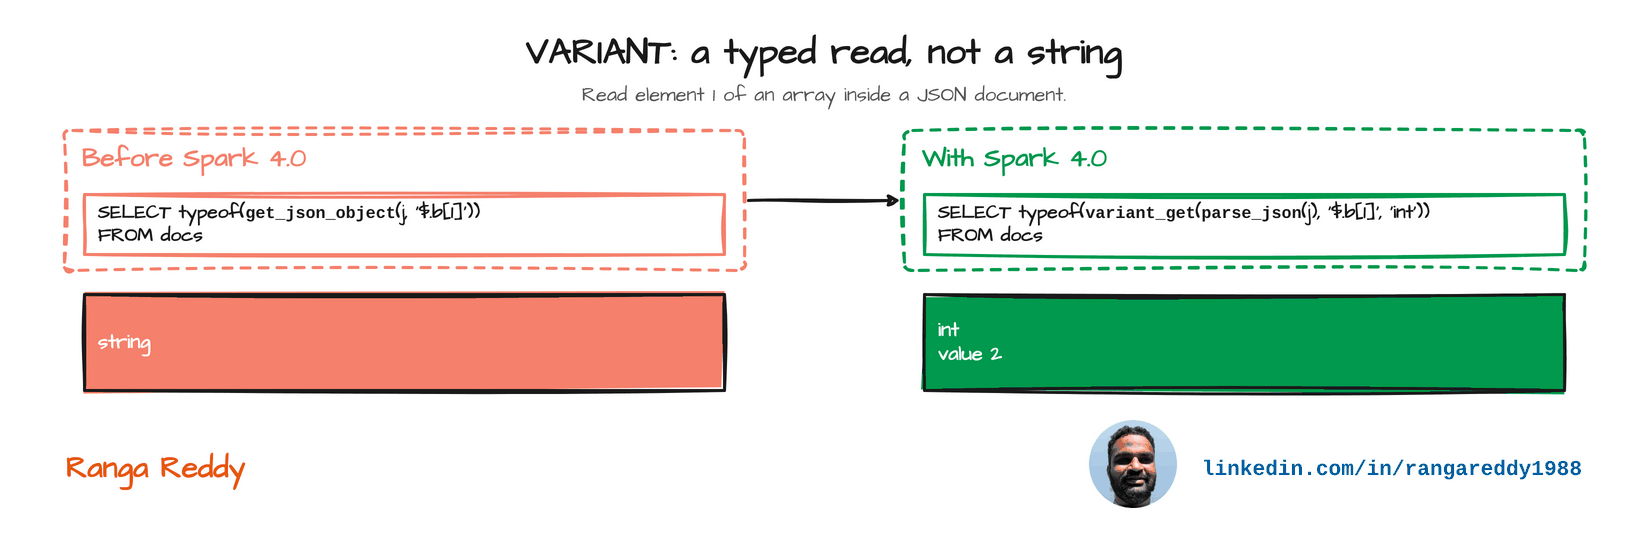 VARIANT: a typed read, not a string
Read element 1 of an array inside a JSON document.
Before Spark 4.0
SELECT typeof(get_json_object(j, '$.b[1]'))
FROM docs
string
With Spark 4.0
SELECT typeof(variant_get(parse_json(j), '$.b[1]', 'int'))
FROM docs
int
value 2
Ranga Reddy
linkedin.com/in/rangareddy1988